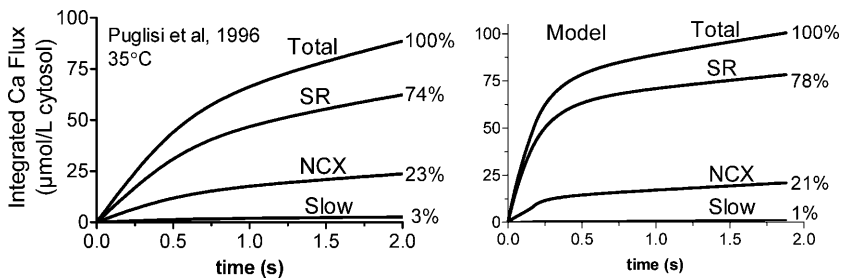 Integrated Ca Flux
(µmol/L cytosol)
Puglisi et al, 1996
35°C
100
75
50
25
0
Total
100%
SR
74%
NCX
23%
Slow
3%
0.0 0.5 1.0 1.5 2.0
time (s)
Model
100
75
50
25
0
Total
100%
SR
78%
NCX
21%
Slow
1%
0.0 0.5 1.0 1.5 2.0
time (s)